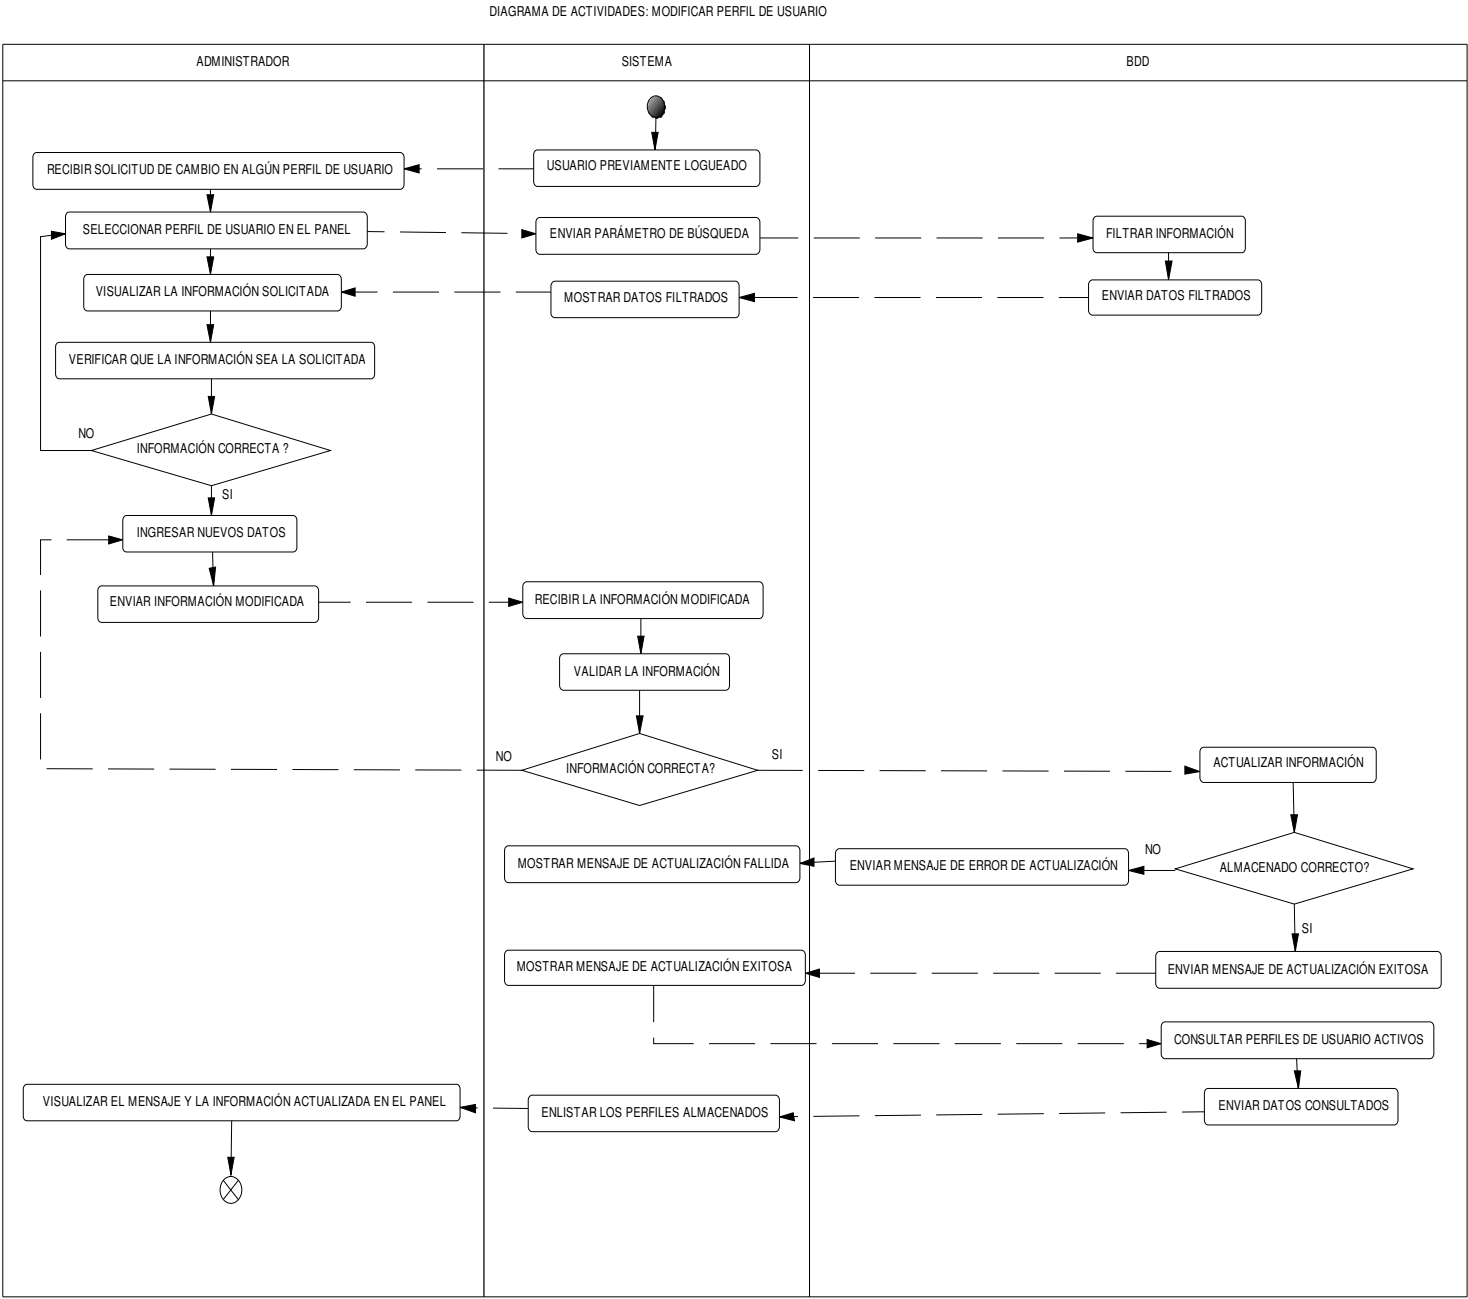 DIAGRAMA DE ACTIVIDADES: MODIFICAR PERFIL DE USUARIO
ADMINISTRADOR
SISTEMA
BDD
USUARIO PREVIAMENTE LOGUEADO
RECIBIR SOLICITUD DE CAMBIO EN ALGÚN PERFIL DE USUARIO
SELECCIONAR PERFIL DE USUARIO EN EL PANEL
ENVIAR PARÁMETRO DE BÚSQUEDA
FILTRAR INFORMACIÓN
VISUALIZAR LA INFORMACIÓN SOLICITADA
MOSTRAR DATOS FILTRADOS
ENVIAR DATOS FILTRADOS
VERIFICAR QUE LA INFORMACIÓN SEA LA SOLICITADA
NO
INFORMACIÓN CORRECTA ?
SI
INGRESAR NUEVOS DATOS
ENVIAR INFORMACIÓN MODIFICADA
RECIBIR LA INFORMACIÓN MODIFICADA
VALIDAR LA INFORMACIÓN
NO
INFORMACIÓN CORRECTA?
SI
ACTUALIZAR INFORMACIÓN
MOSTRAR MENSAJE DE ACTUALIZACIÓN FALLIDA
ENVIAR MENSAJE DE ERROR DE ACTUALIZACIÓN
NO
ALMACENADO CORRECTO?
SI
MOSTRAR MENSAJE DE ACTUALIZACIÓN EXITOSA
ENVIAR MENSAJE DE ACTUALIZACIÓN EXITOSA
CONSULTAR PERFILES DE USUARIO ACTIVOS
VISUALIZAR EL MENSAJE Y LA INFORMACIÓN ACTUALIZADA EN EL PANEL
ENLISTAR LOS PERFILES ALMACENADOS
ENVIAR DATOS CONSULTADOS